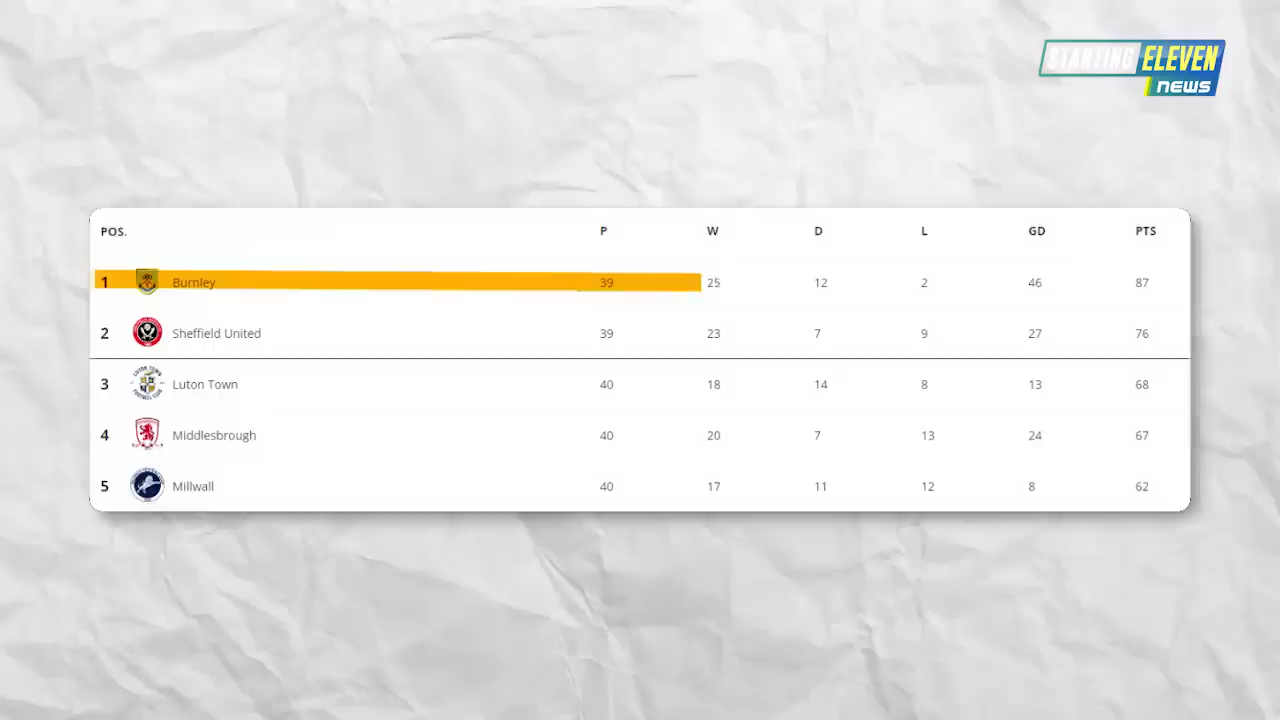 STARTING ELEVEN
news
POS. P W D L GD PTS
1 Burnley 39 25 12 2 46 87
2 Sheffield United 39 23 7 9 27 76
3 Luton Town 40 18 14 8 13 68
4 Middlesbrough 40 20 7 13 24 67
5 Millwall 40 17 11 12 8 62